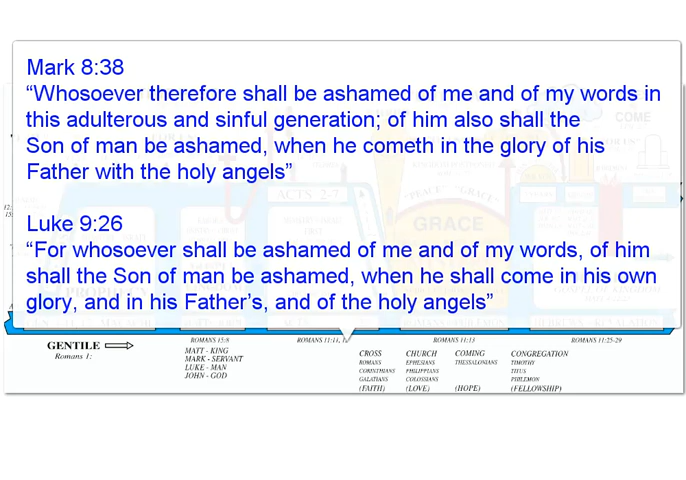 Mark 8:38
“Whosoever therefore shall be ashamed of me and of my words in
this adulterous and sinful generation; of him also shall the
Son of man be ashamed, when he cometh in the glory of his
Father with the holy angels”
Luke 9:26
“For whosoever shall be ashamed of me and of my words, of him
shall the Son of man be ashamed, when he shall come in his own
glory, and in his Father’s, and of the holy angels”
COME
ACTS 2-7
"PEACE" "GRACE"
GRACE
GENTILE
Romans 1:
ROMANS 15:8
MATT - KING
MARK - SERVANT
LUKE - MAN
JOHN - GOD
ROMANS 11:11,
ROMANS 11:13
ROMANS 11:25-29
CROSS CHURCH COMING CONGREGATION
ROMANS EPHESIANS THESSALONIANS TIMOTHY
CORINTHIANS PHILIPPIANS TITUS
GALATIANS COLOSSIANS PHILEMON
(FAITH) (LOVE) (HOPE) (FELLOWSHIP)